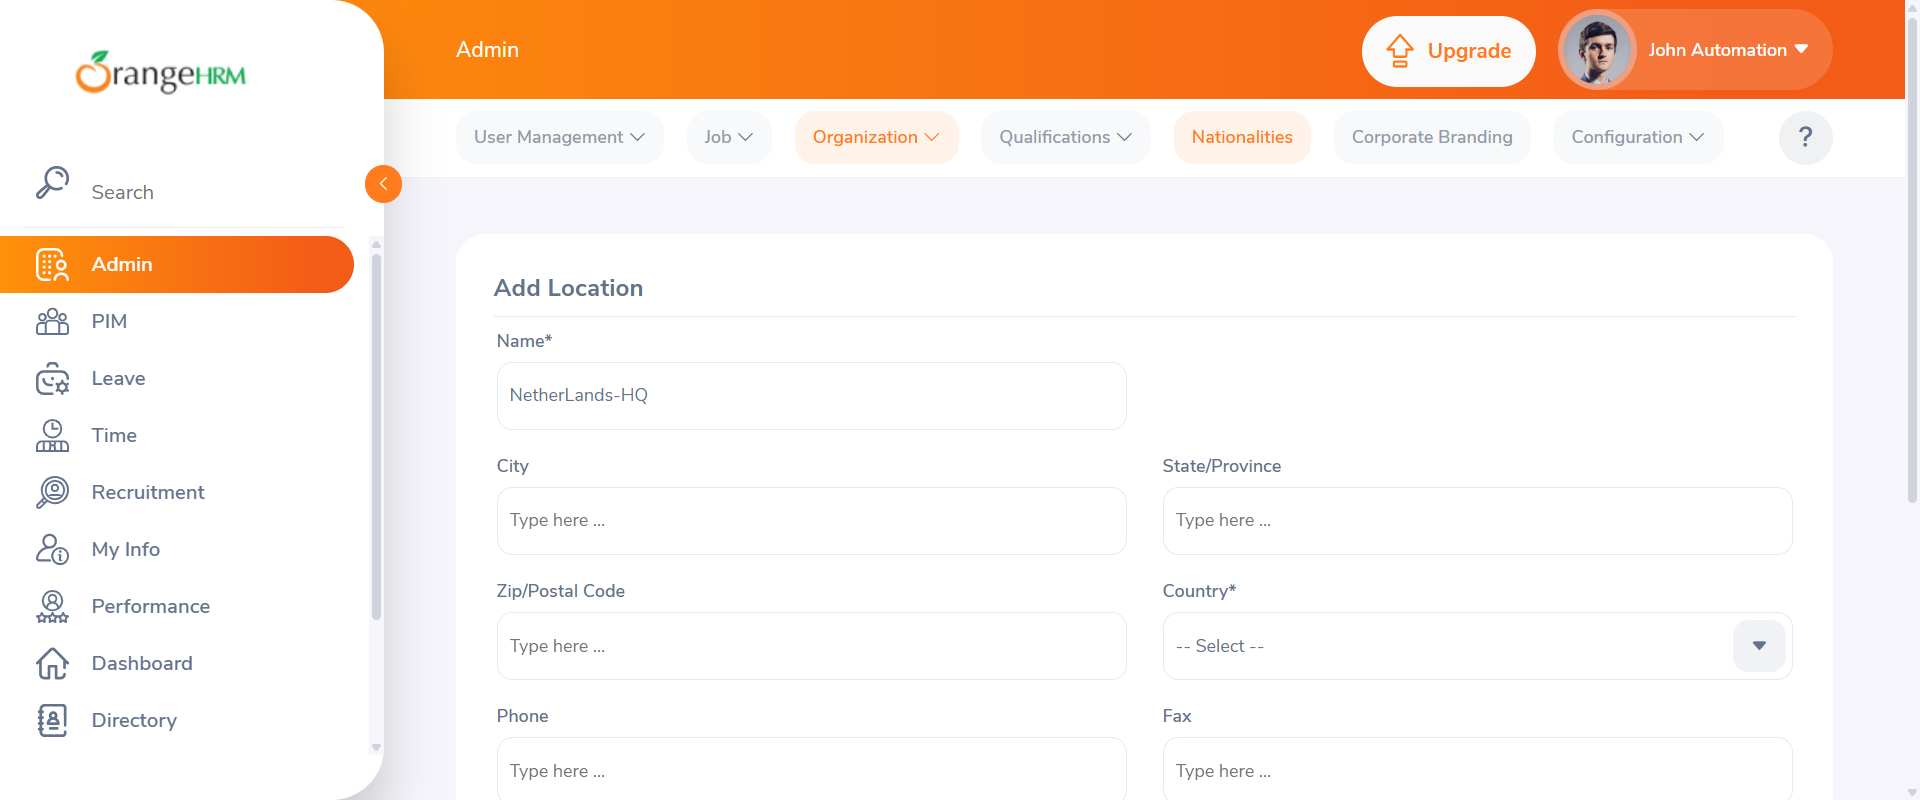 OrangeHRM
Admin
Upgrade
John Automation
User Management
Job
Organization
Qualifications
Nationalities
Corporate Branding
Configuration
?
Search
Admin
PIM
Leave
Time
Recruitment
My Info
Performance
Dashboard
Directory
Add Location
Name*
NetherLands-HQ
City
State/Province
Type here ...
Type here ...
Zip/Postal Code
Country*
Type here ...
-- Select --
Phone
Fax
Type here ...
Type here ...